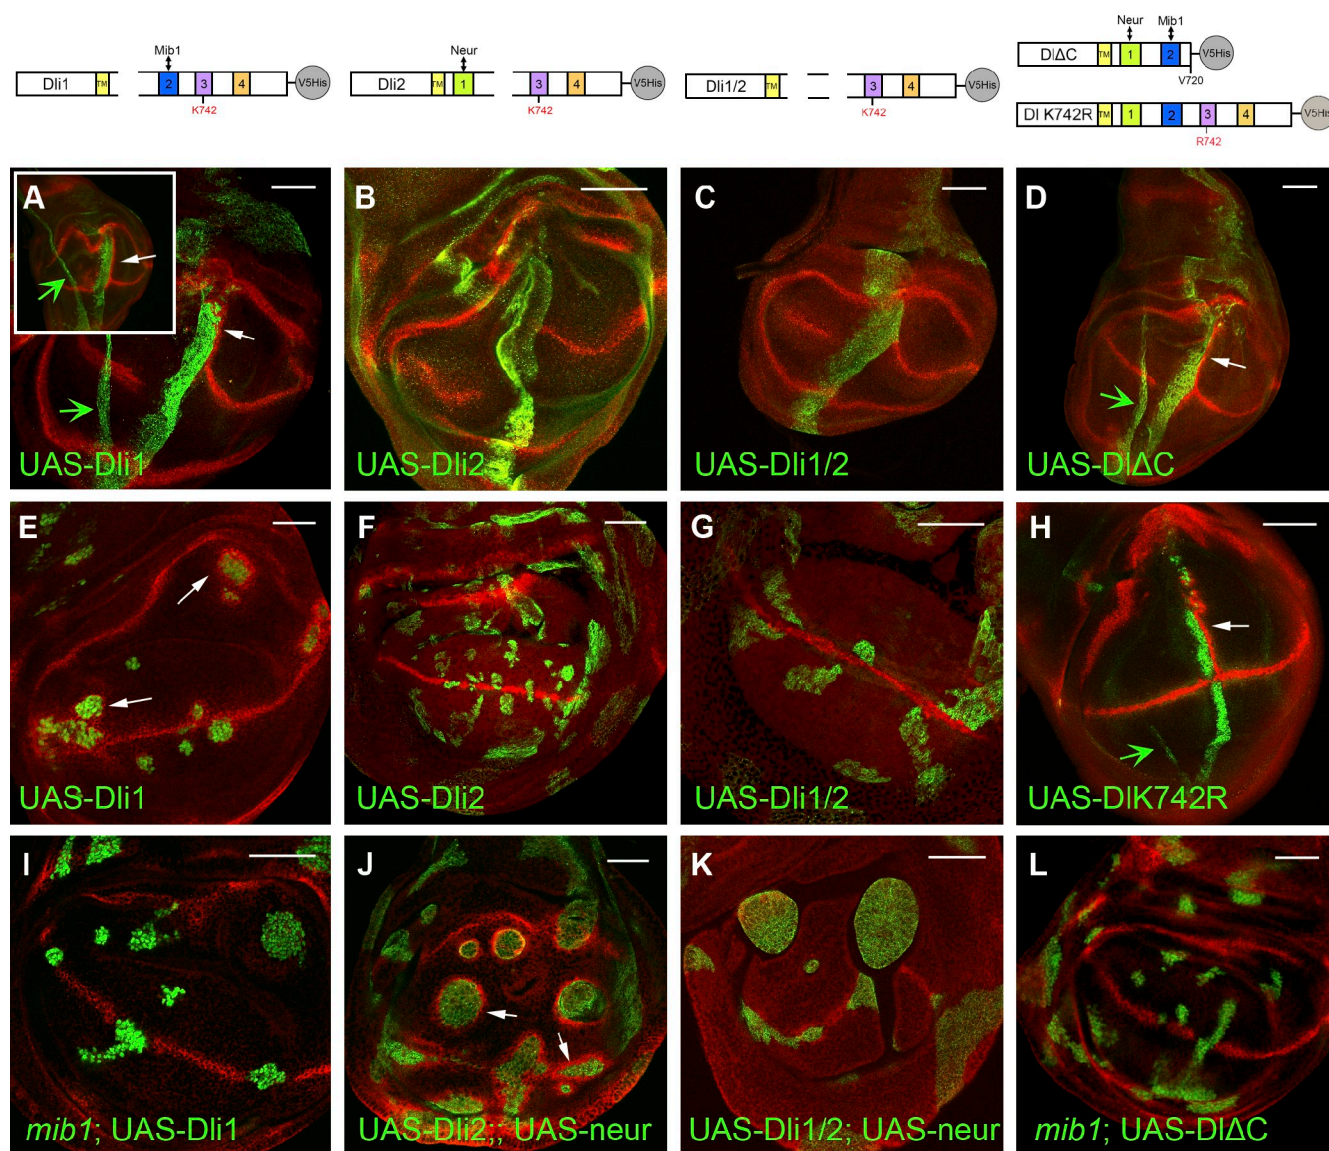 Mib1
Dli1 TM 2 3 4 V5His
K742
Neur
Dli2 TM 1 3 4 V5His
K742
Dli1/2 TM 3 4 V5His
K742
Neur Mib1
DlΔC TM 1 2 V5His
V720
Dl K742R TM 1 2 3 4 V5His
R742
A
UAS-Dli1
B
UAS-Dli2
C
UAS-Dli1/2
D
UAS-DlΔC
E
UAS-Dli1
F
UAS-Dli2
G
UAS-Dli1/2
H
UAS-DlK742R
I
mib1; UAS-Dli1
J
UAS-Dli2;; UAS-neur
K
UAS-Dli1/2; UAS-neur
L
mib1; UAS-DlΔC